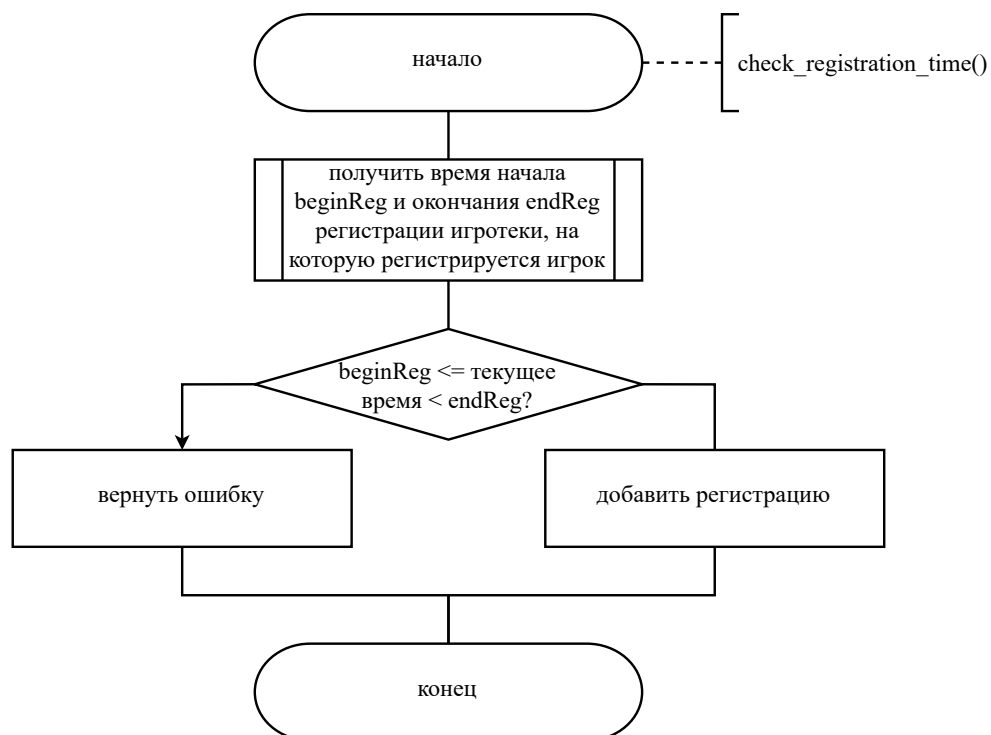 начало
check_registration_time()
получить время начала
beginReg и окончания endReg
регистрации игротеки, на
которую регистрируется игрок
beginReg <= текущее
время < endReg?
вернуть ошибку
добавить регистрацию
конец